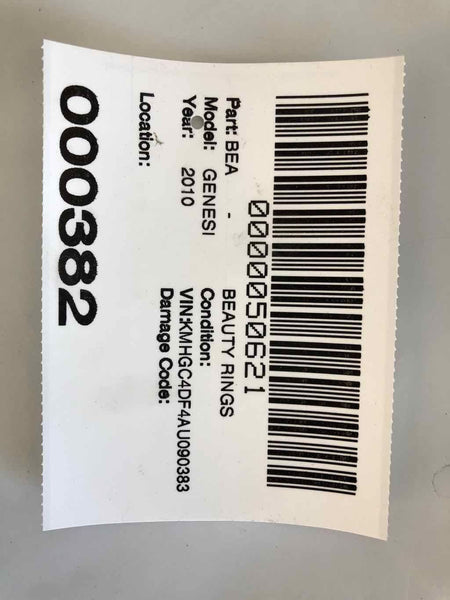 0000050621
Part: BEA - BEAUTY RINGS
Model: GENESI Condition:
Year: 2010 VIN:KMHGC4DF4AU090383
Damage Code:
Location:
000382